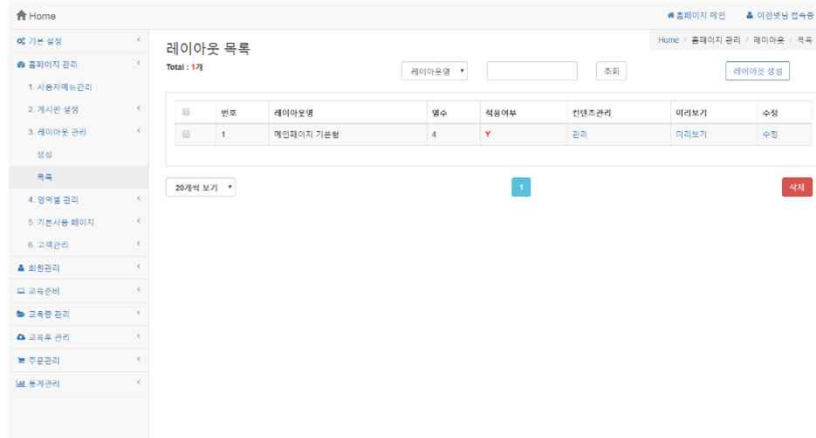 Home
홈페이지 메인
이관넷님 접속중
기본 설정
홈페이지 관리
1. 사용자메뉴관리
2. 게시판 설정
3. 레이아웃 관리
생성
목록
4. 영역별 관리
5. 기본사용 페이지
6. 고객관리
회원관리
교육준비
교육중 관리
교육후 관리
주문관리
통계관리
레이아웃 목록
Home / 홈페이지 관리 / 레이아웃 / 목록
Total : 1개
레이아웃명
조회
레이아웃 생성
번호 레이아웃명 열수 적용여부 컨텐츠관리 미리보기 수정
1 메인페이지 기본형 4 Y 관리 미리보기 수정
20개씩 보기
1
삭제